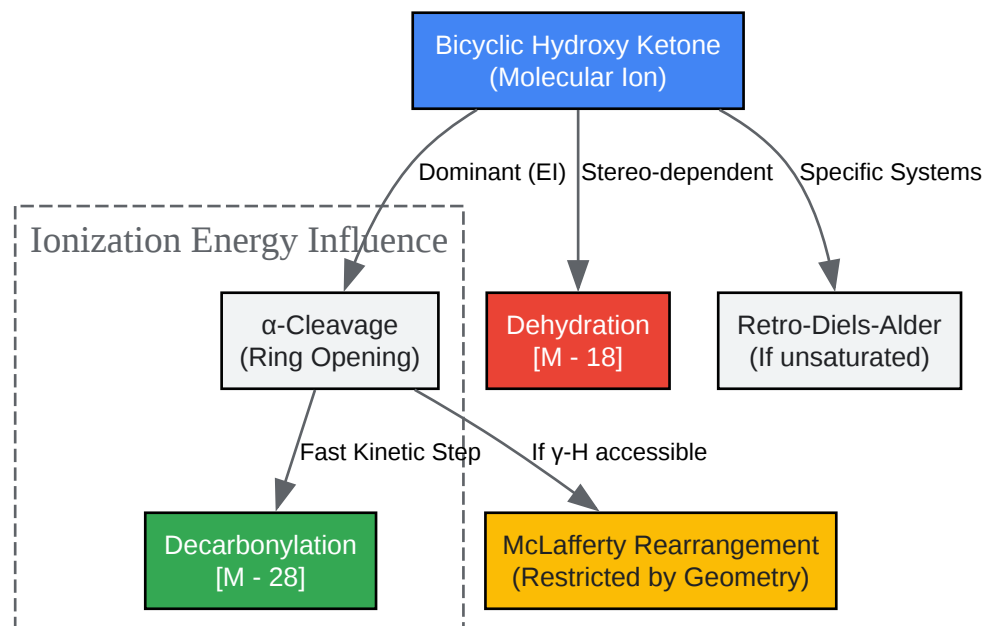 Bicyclic Hydroxy Ketone
(Molecular Ion)
Dominant (EI)
Stereo-dependent
Specific Systems
Ionization Energy Influence
α-Cleavage
(Ring Opening)
Dehydration
[M - 18]
Retro-Diels-Alder
(If unsaturated)
Fast Kinetic Step
If γ-H accessible
Decarbonylation
[M - 28]
McLafferty Rearrangement
(Restricted by Geometry)